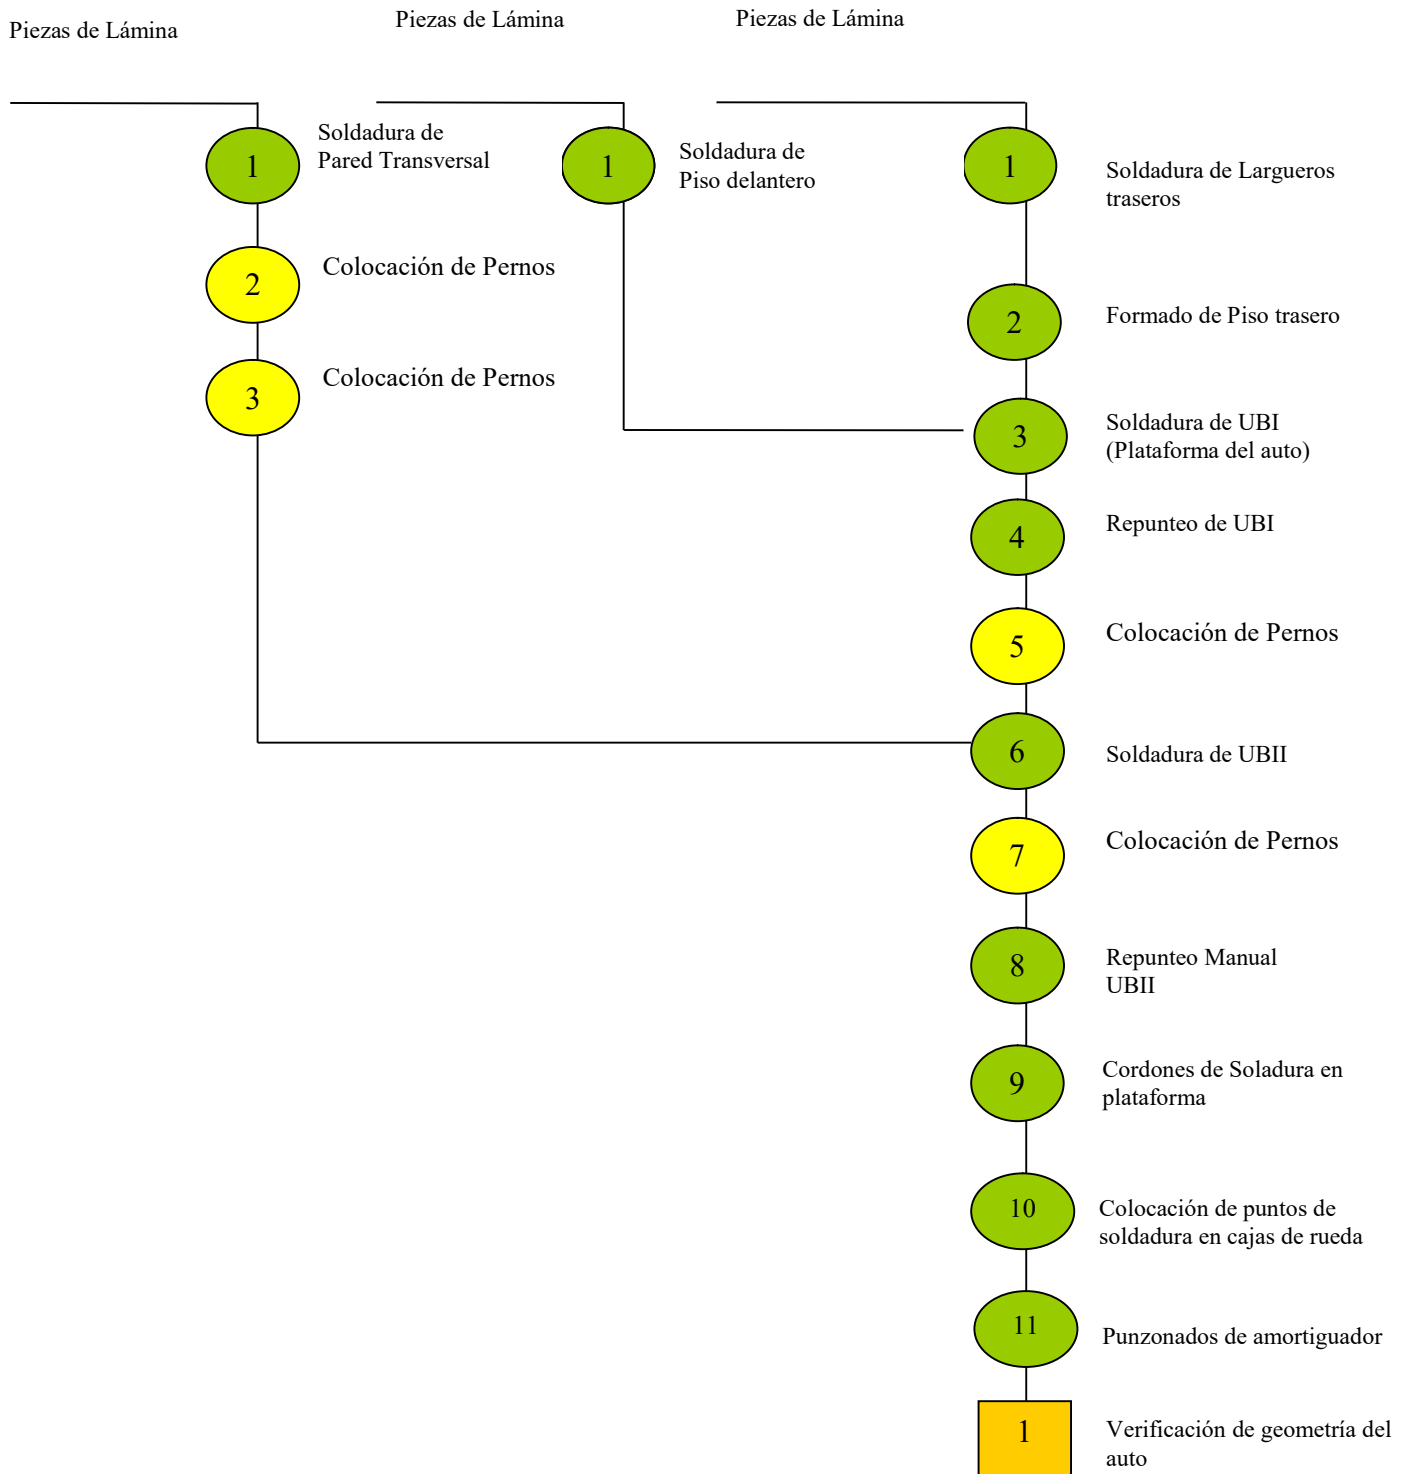 Piezas de Lámina
Piezas de Lámina
Piezas de Lámina
1
Soldadura de
Pared Transversal
2
Colocación de Pernos
3
Colocación de Pernos
1
Soldadura de
Piso delantero
1
Soldadura de Largueros
traseros
2
Formado de Piso trasero
3
Soldadura de UBI
(Plataforma del auto)
4
Repunteo de UBI
5
Colocación de Pernos
6
Soldadura de UBII
7
Colocación de Pernos
8
Repunteo Manual
UBII
9
Cordones de Soladura en
plataforma
10
Colocación de puntos de
soldadura en cajas de rueda
11
Punzonados de amortiguador
1
Verificación de geometría del
auto